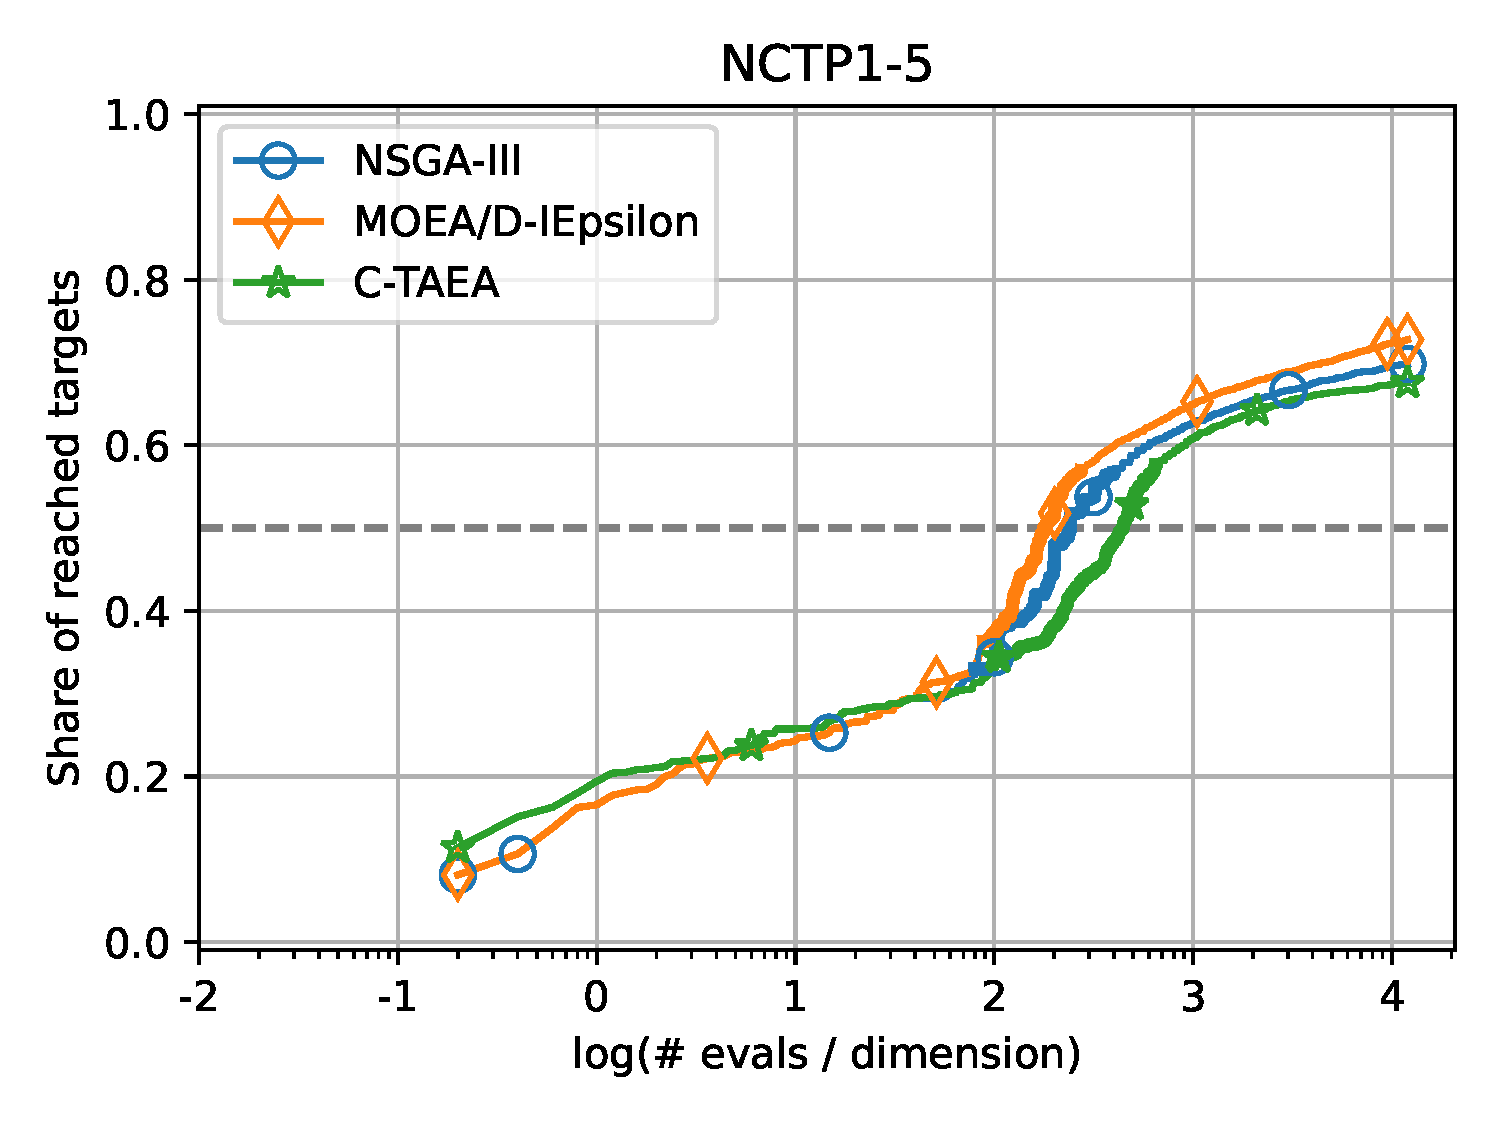 NCTP1-5
1.0
0.8
0.6
0.4
0.2
0.0
Share of reached targets
NSGA-III
MOEA/D-IEpsilon
C-TAEA
-2 -1 0 1 2 3 4
log(# evals / dimension)